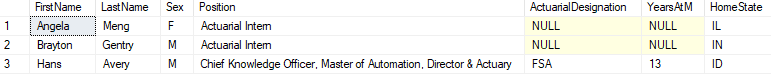 FirstName LastName Sex Position ActuarialDesignation YearsAtM HomeState
1 Angela Meng F Actuarial Intern NULL NULL IL
2 Brayton Gentry M Actuarial Intern NULL NULL IN
3 Hans Avery M Chief Knowledge Officer, Master of Automation, Director & Actuary FSA 13 ID